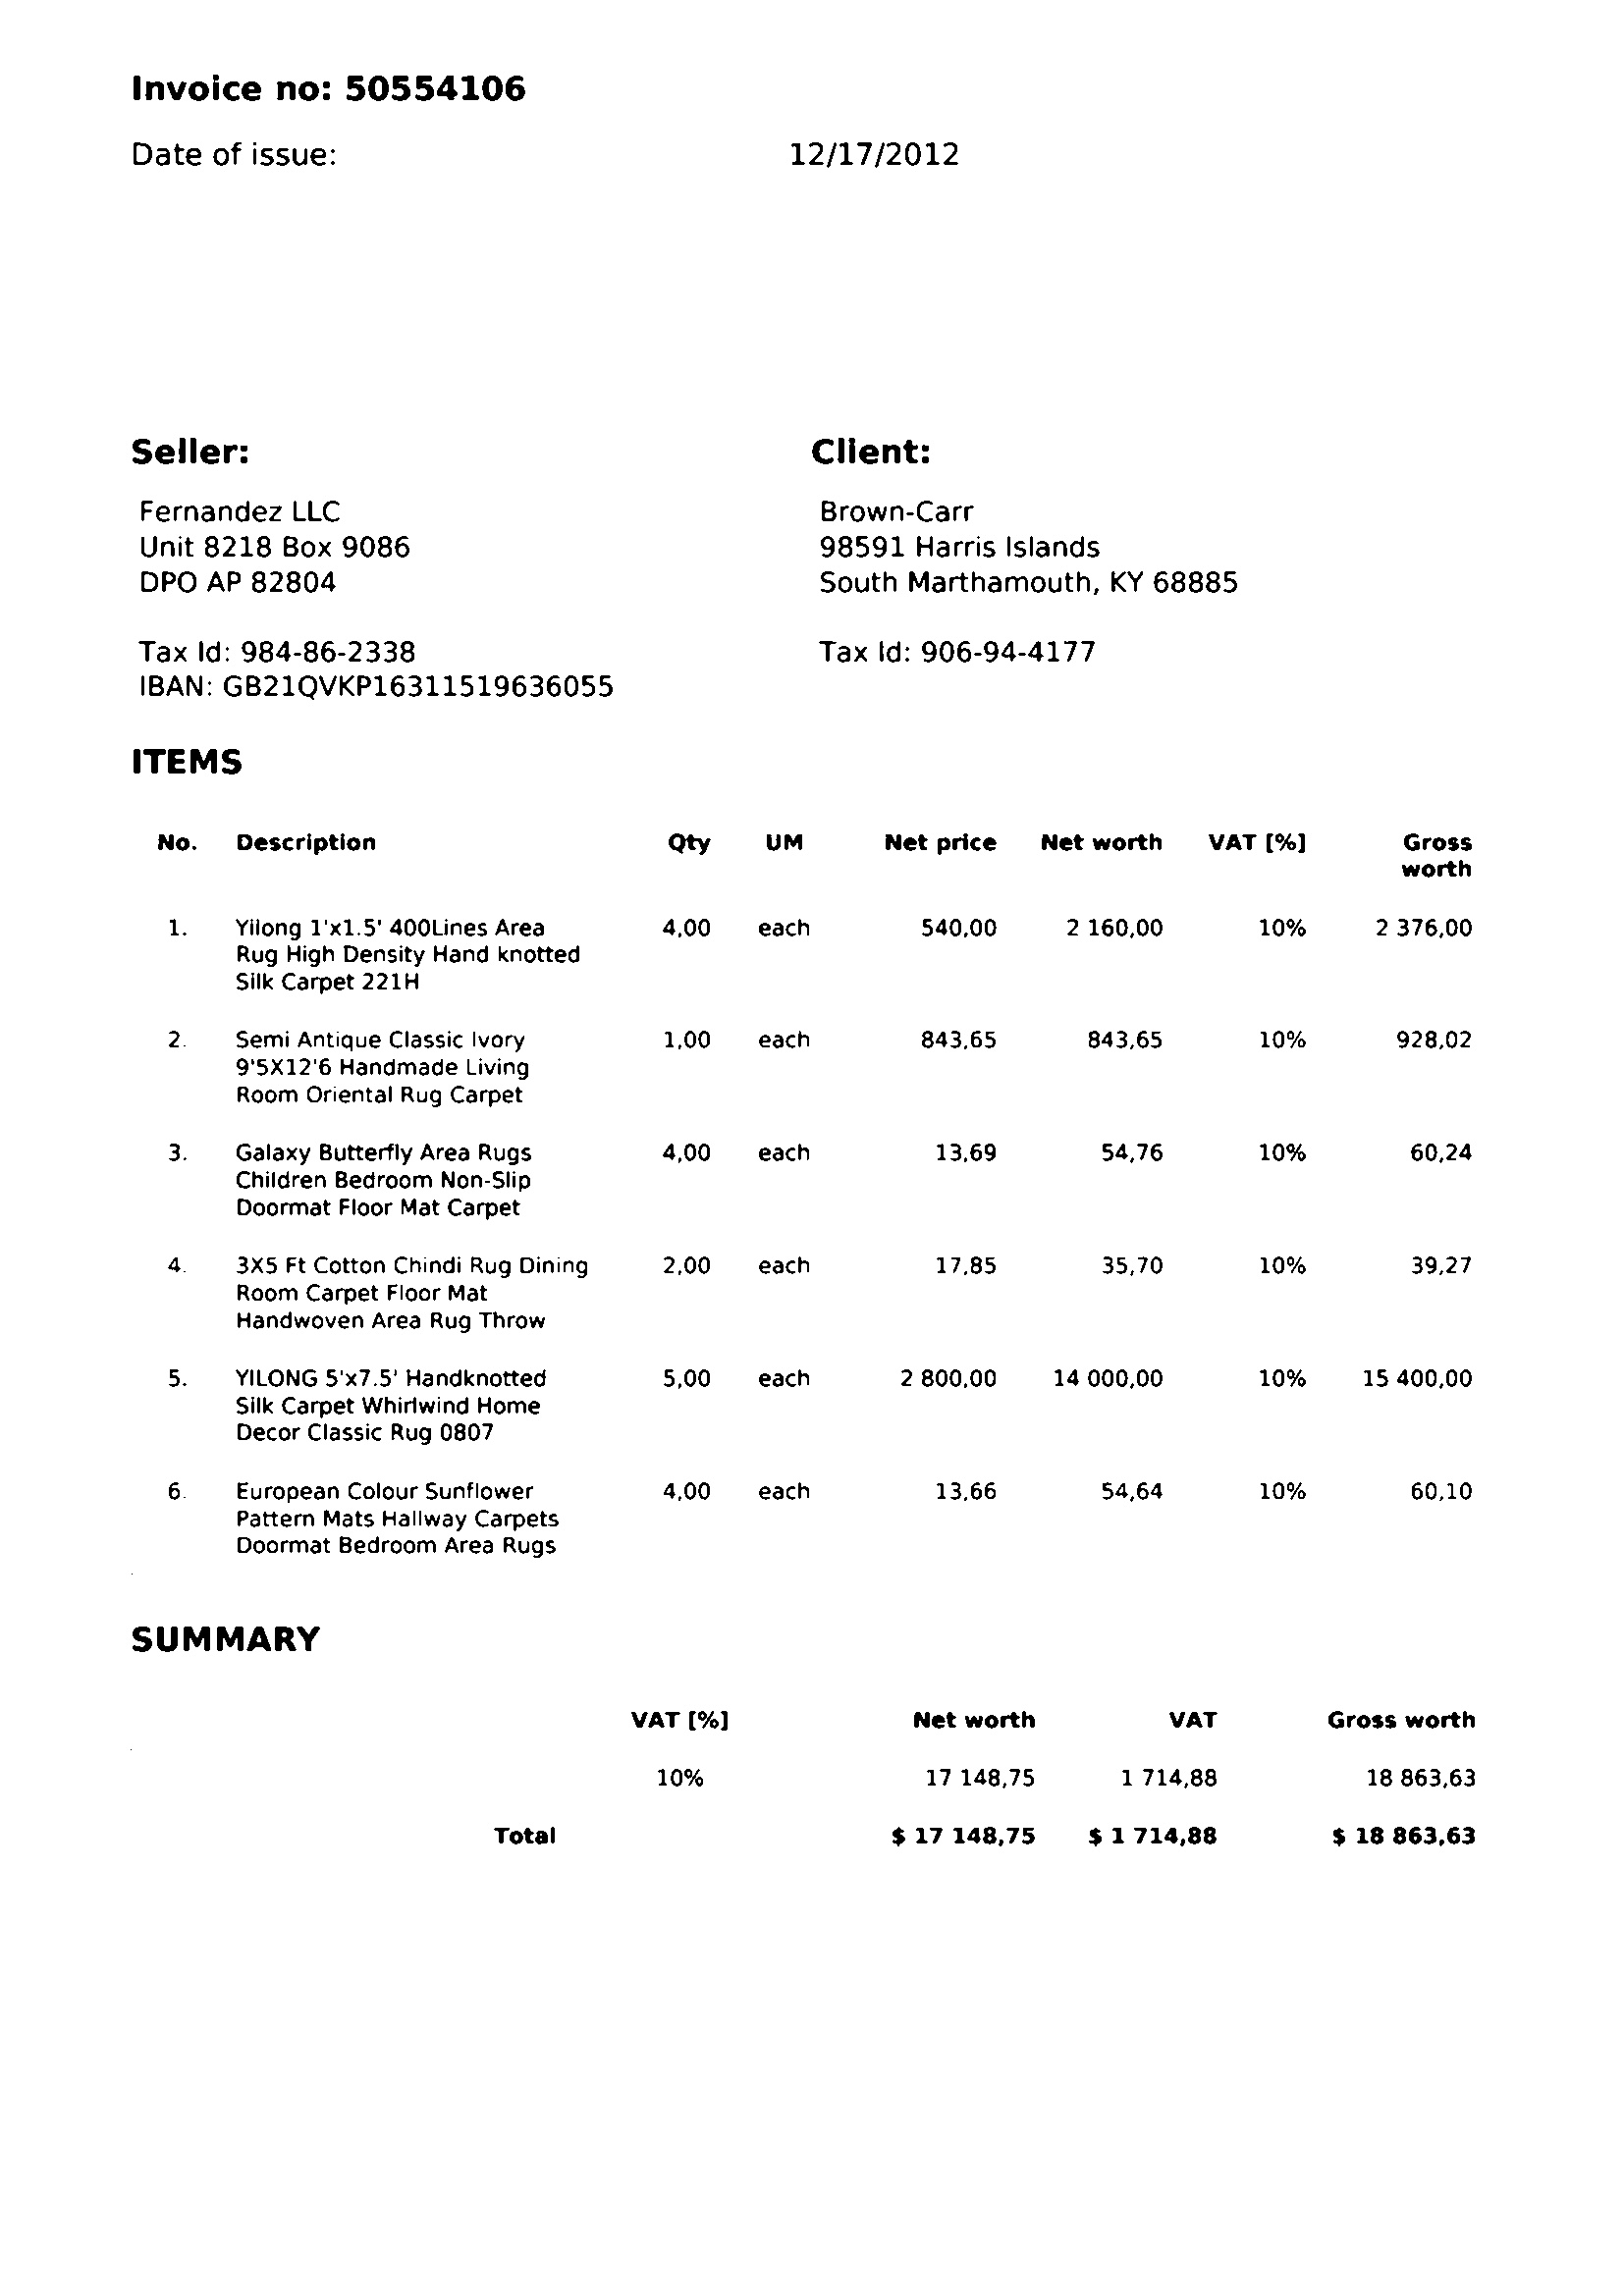 Invoice no: 50554106
Date of issue: 12/17/2012
Seller: Client:
Fernandez LLC Brown-Carr
Unit 8218 Box 9086 98591 Harris Islands
DPO AP 82804 South Marthamouth, KY 68885
Tax Id: 984-86-2338 Tax Id: 906-94-4177
IBAN: GB21QVKP16311519636055
ITEMS
No. Description Qty UM Net price Net worth VAT [%] Gross
worth
1. Yilong 1'x1.5' 400Lines Area 4,00 each 540,00 2 160,00 10% 2 376,00
Rug High Density Hand knotted
Silk Carpet 221H
2. Semi Antique Classic Ivory 1,00 each 843,65 843,65 10% 928,02
9'5X12'6 Handmade Living
Room Oriental Rug Carpet
3. Galaxy Butterfly Area Rugs 4,00 each 13,69 54,76 10% 60,24
Children Bedroom Non-Slip
Doormat Floor Mat Carpet
4. 3X5 Ft Cotton Chindi Rug Dining 2,00 each 17,85 35,70 10% 39,27
Room Carpet Floor Mat
Handwoven Area Rug Throw
5. YILONG 5'x7.5' Handknotted 5,00 each 2 800,00 14 000,00 10% 15 400,00
Silk Carpet Whirlwind Home
Decor Classic Rug 0807
6. European Colour Sunflower 4,00 each 13,66 54,64 10% 60,10
Pattern Mats Hallway Carpets
Doormat Bedroom Area Rugs
SUMMARY
VAT [%] Net worth VAT Gross worth
10% 17 148,75 1 714,88 18 863,63
Total $ 17 148,75 $ 1 714,88 $ 18 863,63